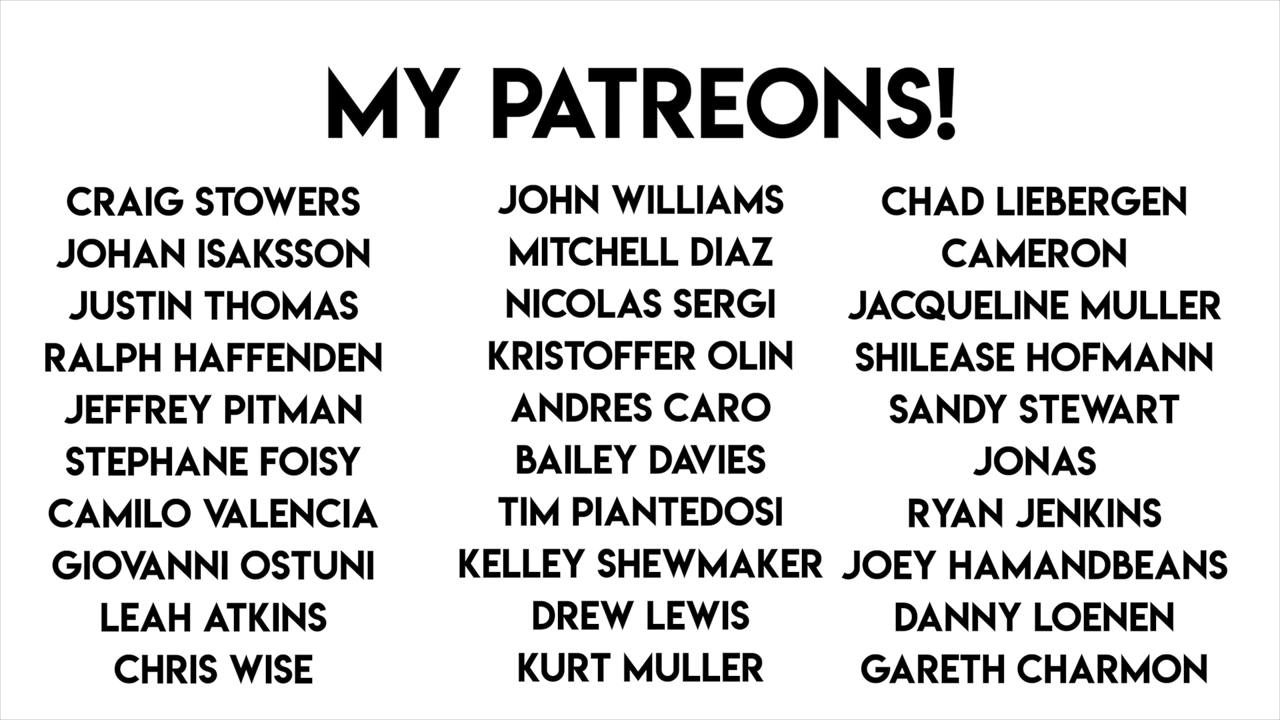 MY PATREONS!
CRAIG STOWERS
JOHAN ISAKSSON
JUSTIN THOMAS
RALPH HAFFENDEN
JEFFREY PITMAN
STEPHANE FOISY
CAMILO VALENCIA
GIOVANNI OSTUNI
LEAH ATKINS
CHRIS WISE
JOHN WILLIAMS
MITCHELL DIAZ
NICOLAS SERGI
KRISTOFFER OLIN
ANDRES CARO
BAILEY DAVIES
TIM PIANTEDOSI
KELLEY SHEWMAKER
DREW LEWIS
KURT MULLER
CHAD LIEBERGEN
CAMERON
JACQUELINE MULLER
SHILEASE HOFMANN
SANDY STEWART
JONAS
RYAN JENKINS
JOEY HAMANDBEANS
DANNY LOENEN
GARETH CHARMON